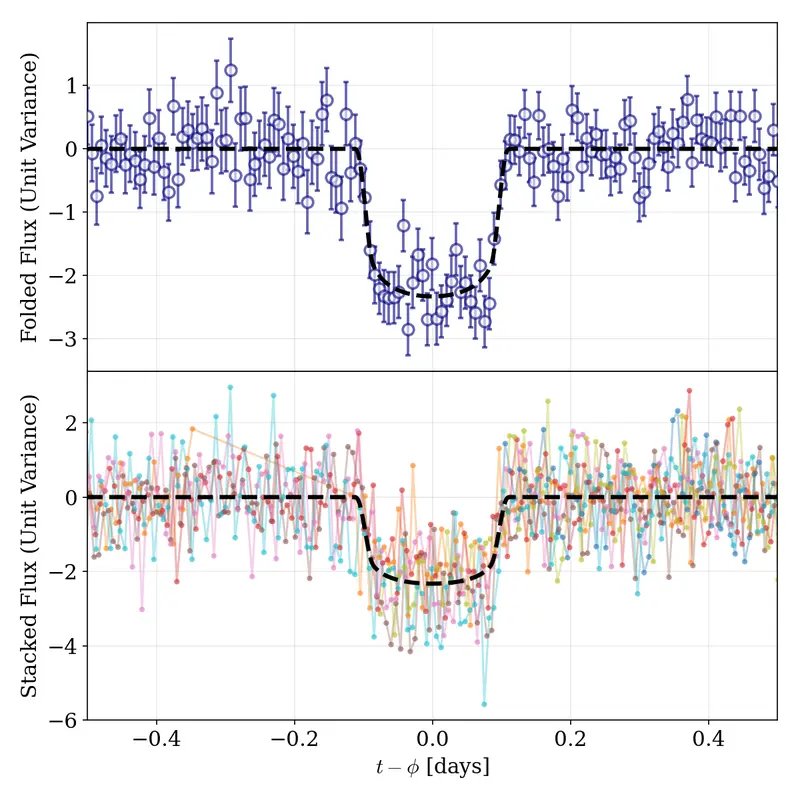 Folded Flux (Unit Variance)
1
0
−1
−2
−3
Stacked Flux (Unit Variance)
2
0
−2
−4
−6
−0.4 −0.2 0.0 0.2 0.4
t − ϕ [days]